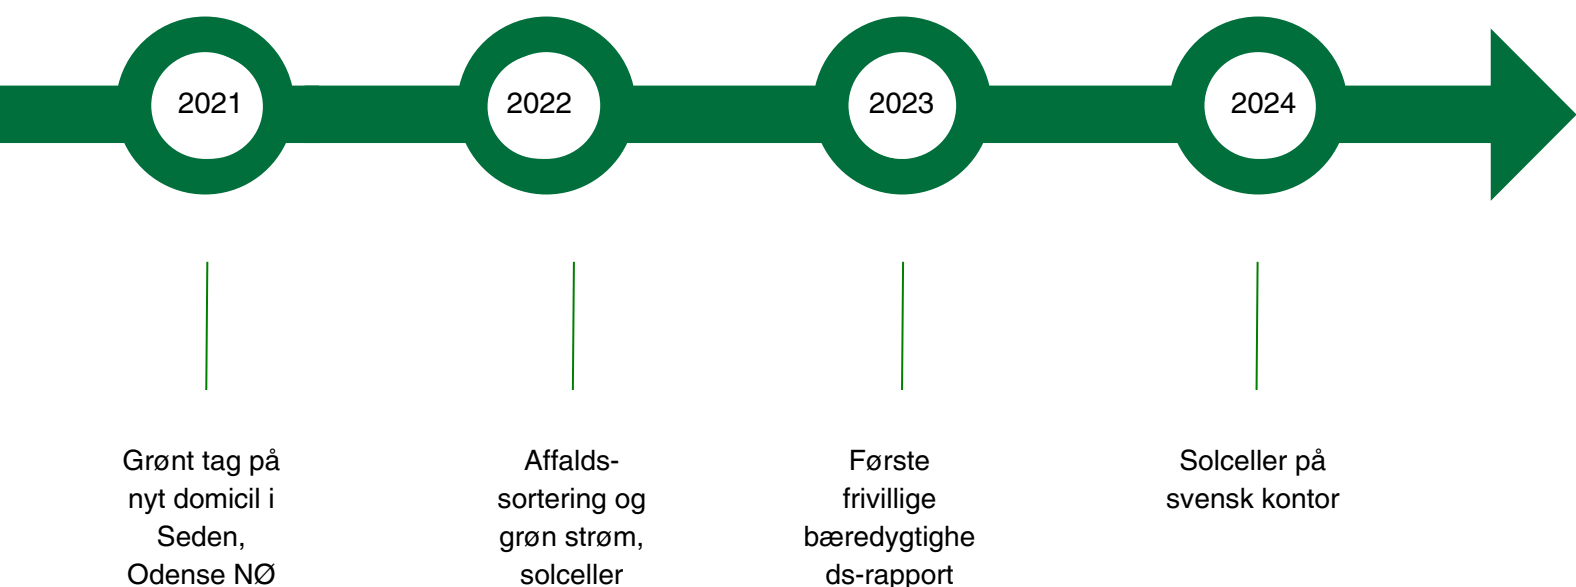 2021
2022
2023
2024
Grønt tag på
nyt domicil i
Seden,
Odense NØ
Affalds-
sortering og
grøn strøm,
solceller
Første
frivillige
bæredygtighe
ds-rapport
Solceller på
svensk kontor